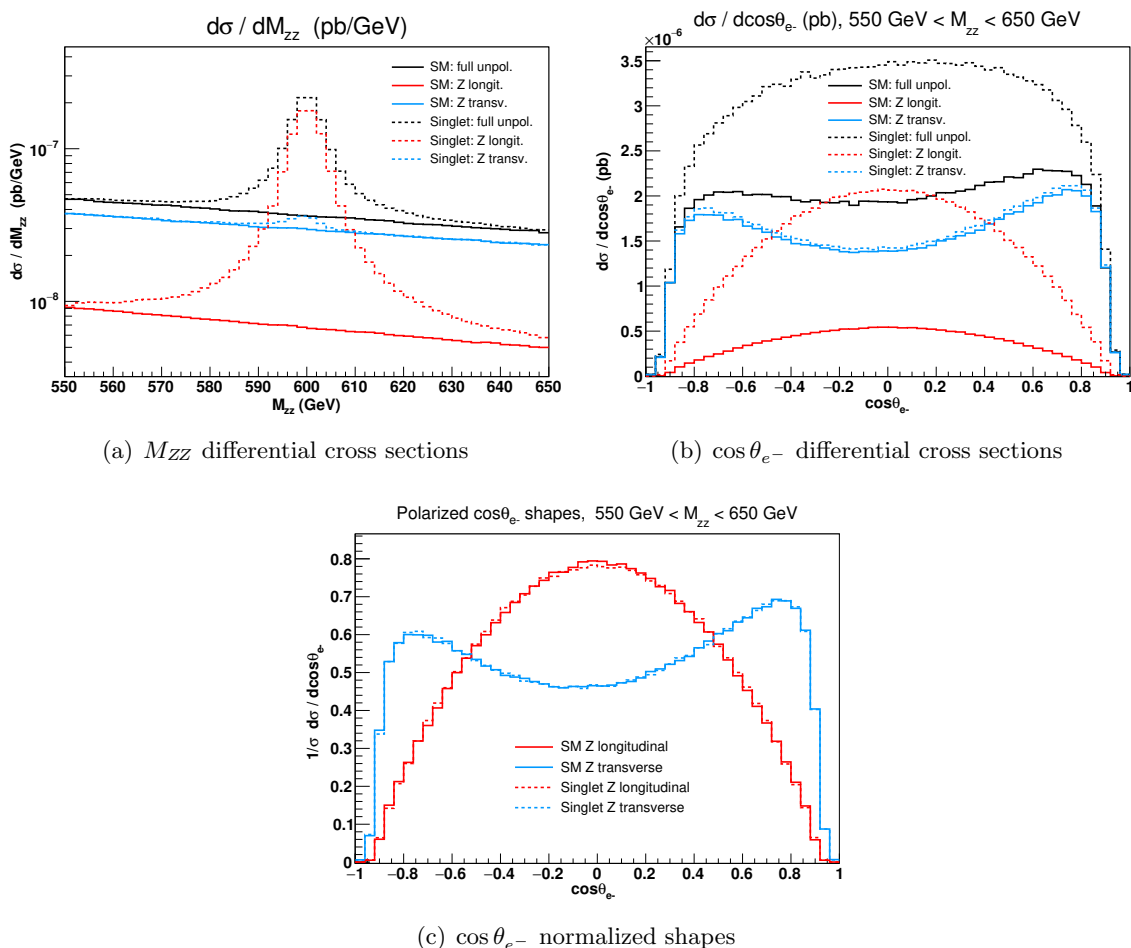 dσ / dM_zz (pb/GeV)
dσ / dM_zz (pb/GeV)
10⁻⁷
10⁻⁸
SM: full unpol.
SM: Z longit.
SM: Z transv.
Singlet: full unpol.
Singlet: Z longit.
Singlet: Z transv.
550 560 570 580 590 600 610 620 630 640 650
M_zz (GeV)
(a) M_ZZ differential cross sections
dσ / dcosθ_e- (pb), 550 GeV < M_zz < 650 GeV
×10⁻⁶
dσ / dcosθ_e- (pb)
3.5
3
2.5
2
1.5
1
0.5
0
SM: full unpol.
SM: Z longit.
SM: Z transv.
Singlet: full unpol.
Singlet: Z longit.
Singlet: Z transv.
−1 −0.8 −0.6 −0.4 −0.2 0 0.2 0.4 0.6 0.8 1
cosθ_e-
(b) cos θ_e− differential cross sections
Polarized cosθ_e- shapes, 550 GeV < M_zz < 650 GeV
1/σ dσ / dcosθ_e-
0.8
0.7
0.6
0.5
0.4
0.3
0.2
0.1
0
SM Z longitudinal
SM Z transverse
Singlet Z longitudinal
Singlet Z transverse
−1 −0.8 −0.6 −0.4 −0.2 0 0.2 0.4 0.6 0.8 1
cosθ_e-
(c) cos θ_e− normalized shapes